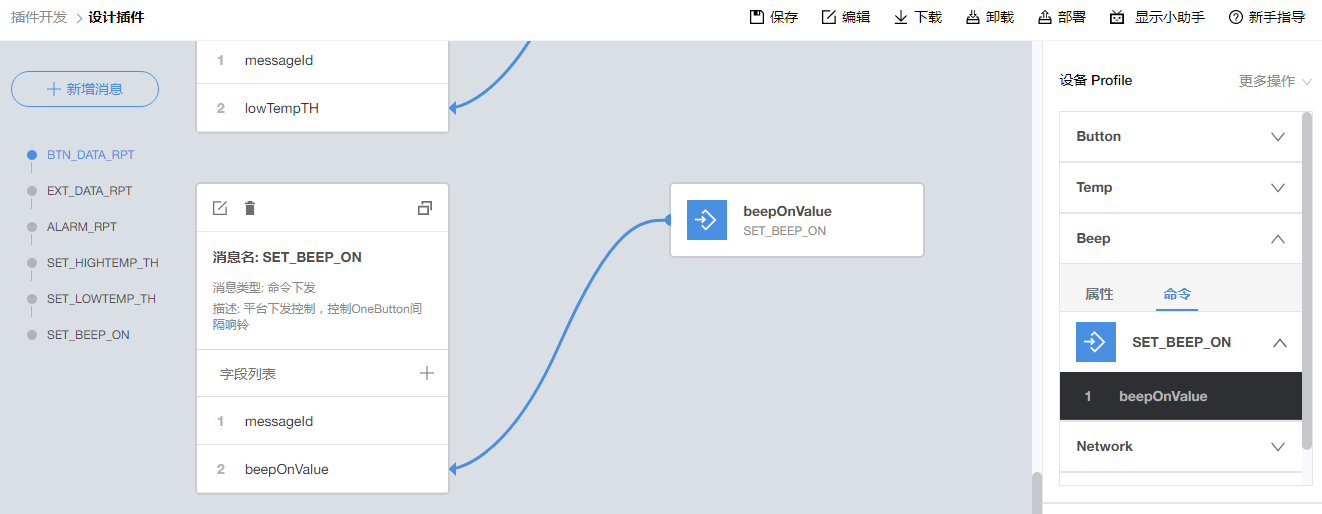 插件开发 > 设计插件
保存 编辑 下载 卸载 部署 显示小助手 新手指导
新增消息
BTN_DATA_RPT
EXT_DATA_RPT
ALARM_RPT
SET_HIGHTEMP_TH
SET_LOWTEMP_TH
SET_BEEP_ON
1 messageId
2 lowTempTH
消息名: SET_BEEP_ON
消息类型: 命令下发
描述: 平台下发控制，控制OneButton间
隔响铃
字段列表
1 messageId
2 beepOnValue
beepOnValue
SET_BEEP_ON
设备 Profile 更多操作
Button
Temp
Beep
属性 命令
SET_BEEP_ON
1 beepOnValue
Network